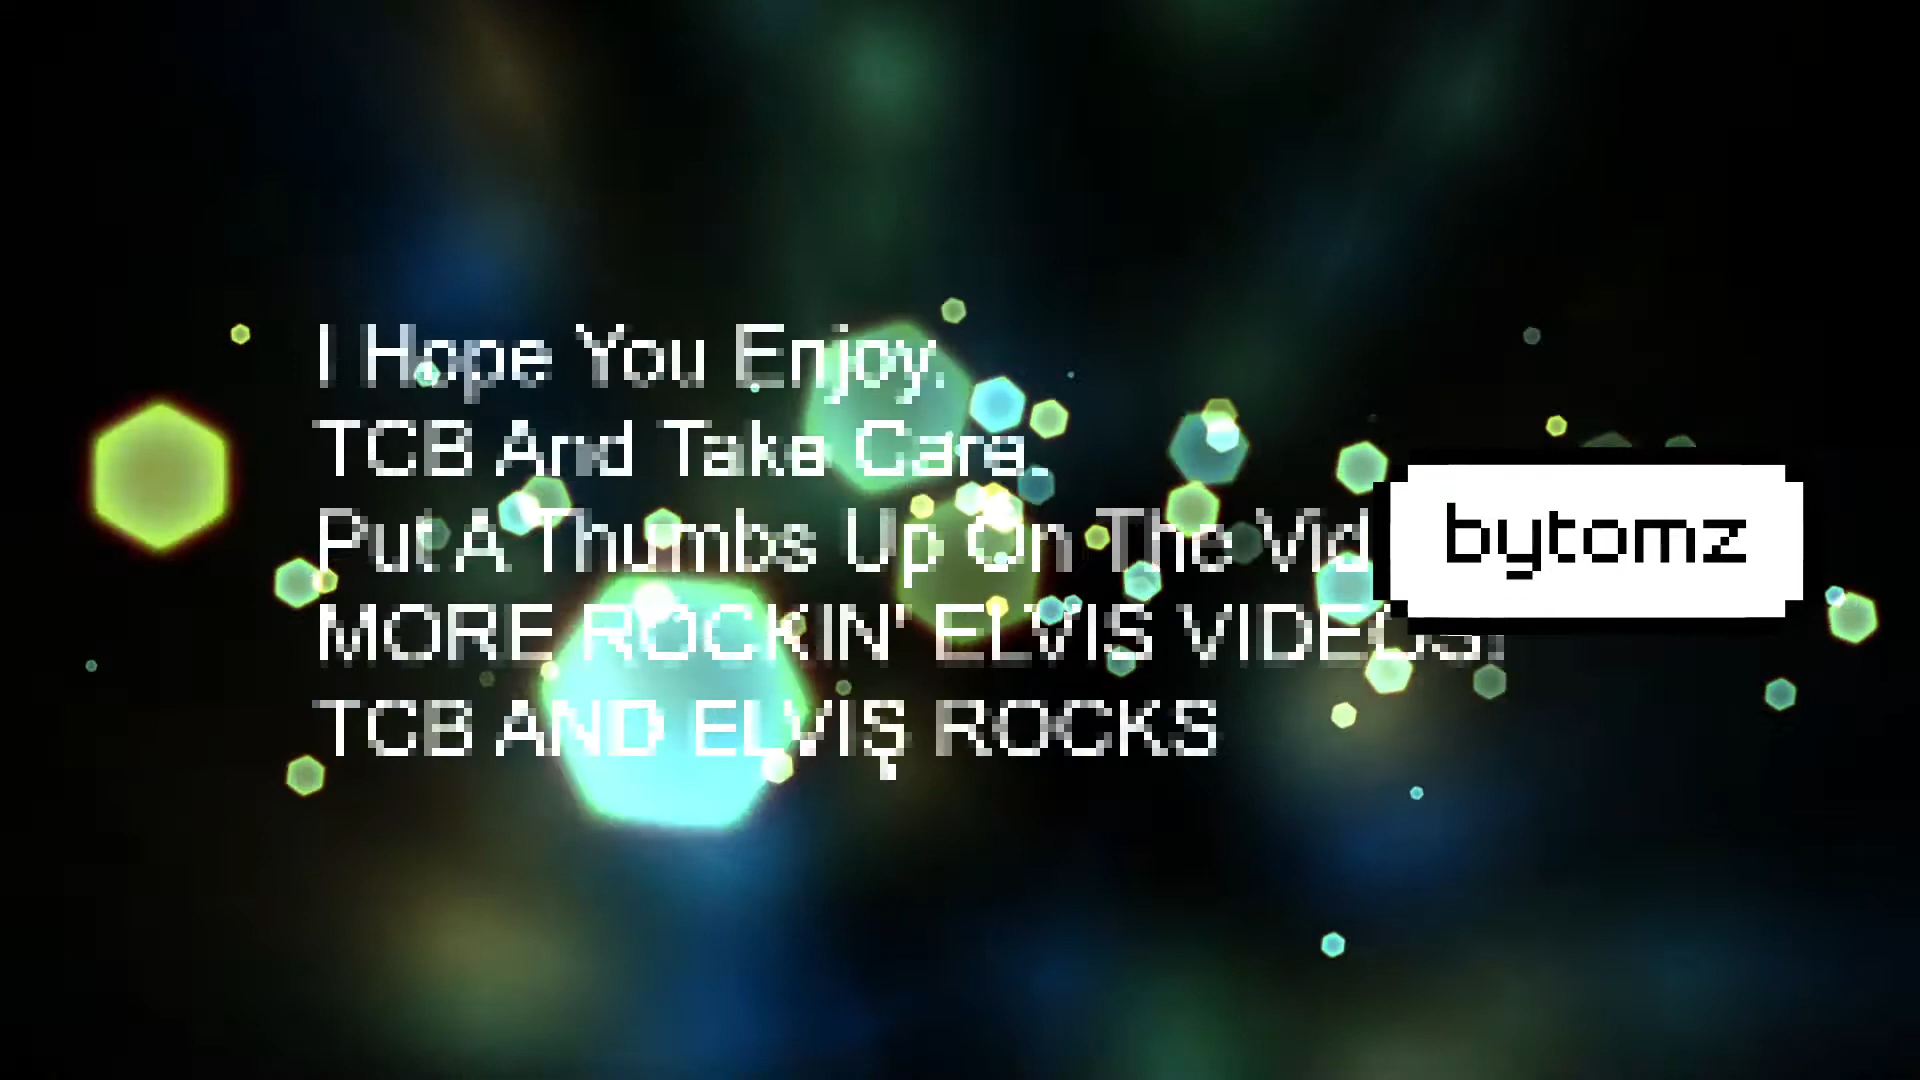 I Hope You Enjoy.
TCB And Take Care
Put A Thumbs Up On The Vid
bytomz
MORE ROCKIN' ELVIS VIDEOS!
TCB AND ELVIS ROCKS